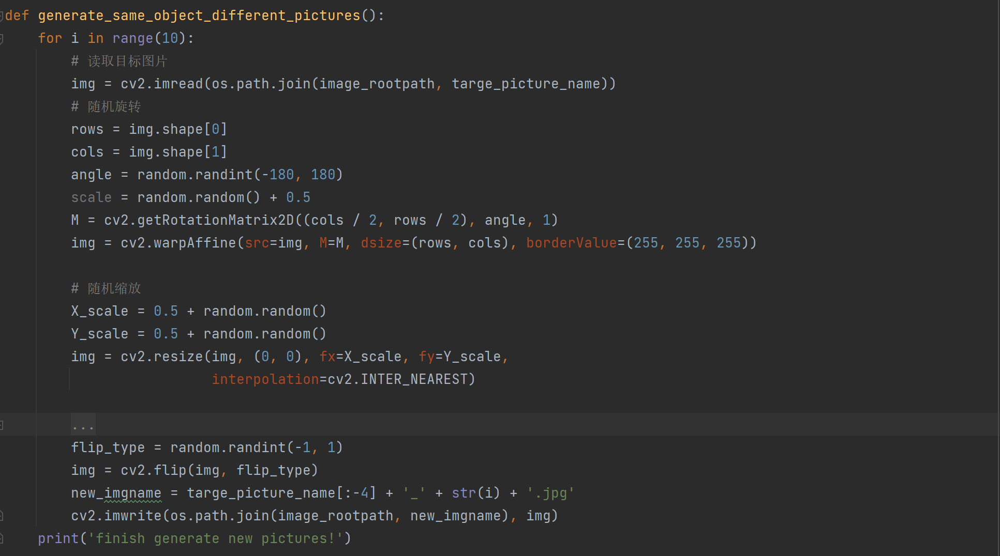 def generate_same_object_different_pictures():
    for i in range(10):
        # 读取目标图片
        img = cv2.imread(os.path.join(image_rootpath, targe_picture_name))
        # 随机旋转
        rows = img.shape[0]
        cols = img.shape[1]
        angle = random.randint(-180, 180)
        scale = random.random() + 0.5
        M = cv2.getRotationMatrix2D((cols / 2, rows / 2), angle, 1)
        img = cv2.warpAffine(src=img, M=M, dsize=(rows, cols), borderValue=(255, 255, 255))

        # 随机缩放
        X_scale = 0.5 + random.random()
        Y_scale = 0.5 + random.random()
        img = cv2.resize(img, (0, 0), fx=X_scale, fy=Y_scale,
                         interpolation=cv2.INTER_NEAREST)

        ...
        flip_type = random.randint(-1, 1)
        img = cv2.flip(img, flip_type)
        new_imgname = targe_picture_name[:-4] + '_' + str(i) + '.jpg'
        cv2.imwrite(os.path.join(image_rootpath, new_imgname), img)
    print('finish generate new pictures!')